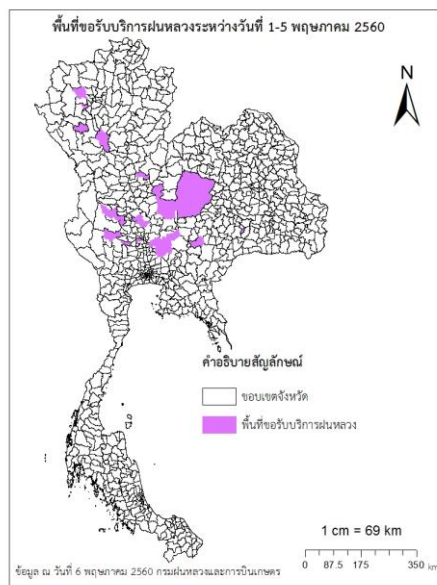 พื้นที่ขอรับบริการฝนหลวงระหว่างวันที่ 1-5 พฤษภาคม 2560
N
คำอธิบายสัญลักษณ์
ขอบเขตจังหวัด
พื้นที่ขอรับบริการฝนหลวง
1 cm = 69 km
0 87.5 175 350 km
ข้อมูล ณ วันที่ 6 พฤษภาคม 2560 กรมฝนหลวงและการบินเกษตร